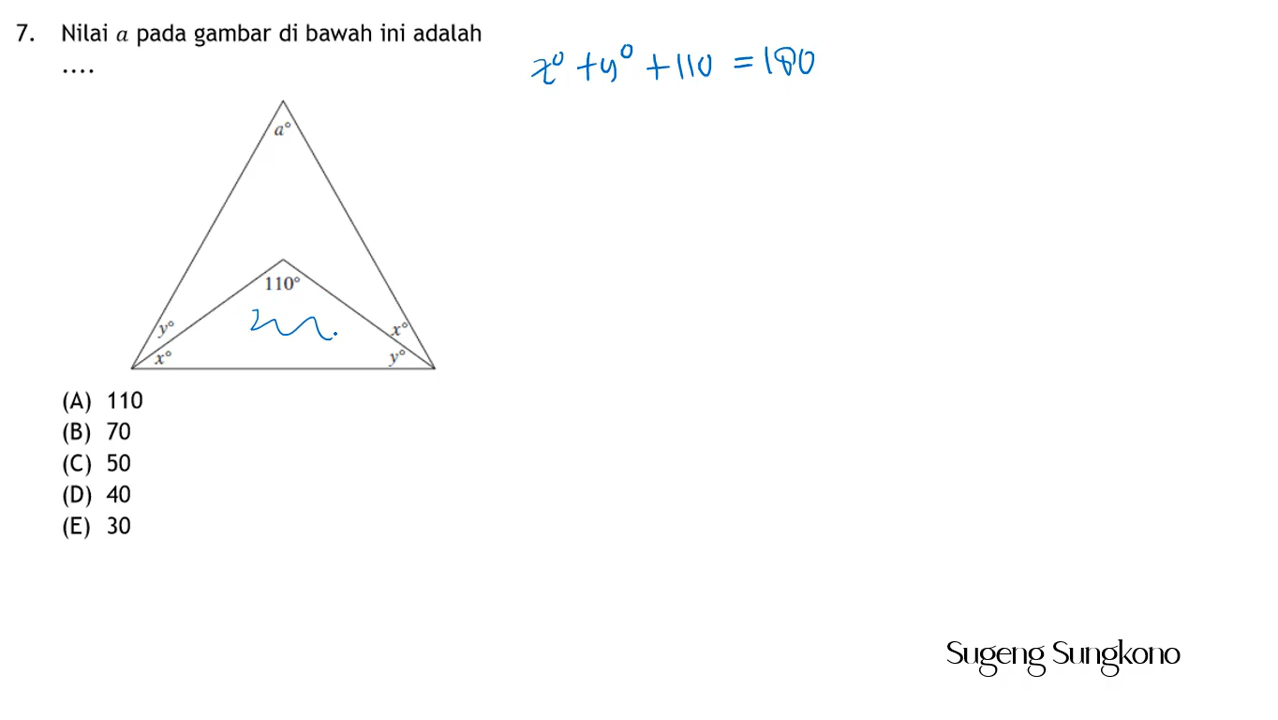 7. Nilai a pada gambar di bawah ini adalah
....
x° + y° + 110 = 180
a°
110°
y° x°
x° y°
(A) 110
(B) 70
(C) 50
(D) 40
(E) 30
Sugeng Sungkono